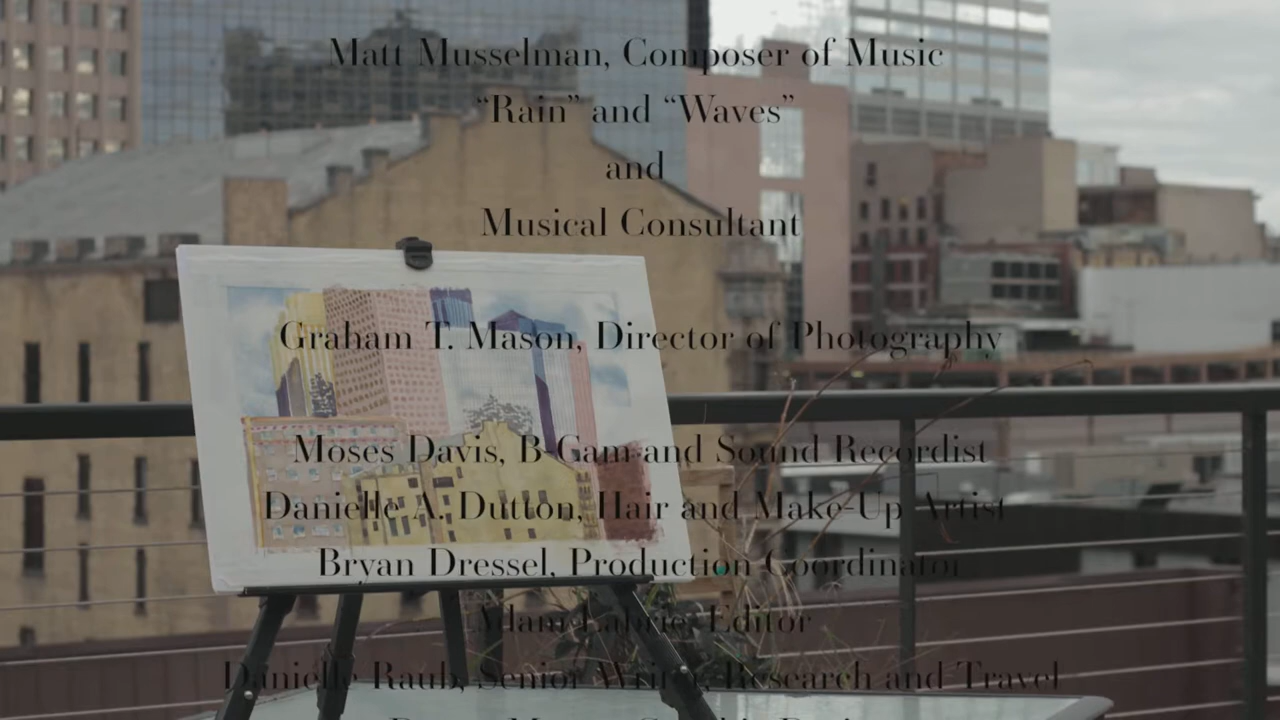 Matt Musselman, Composer of Music
“Rain” and “Waves”
and
Musical Consultant
Graham T. Mason, Director of Photography
Moses Davis, B-Cam and Sound Recordist
Danielle A. Dutton, Hair and Make-Up Artist
Bryan Dressel, Production Coordinator
Adam Labrie, Editor
Danielle Raub, Senior Writer, Research and Travel